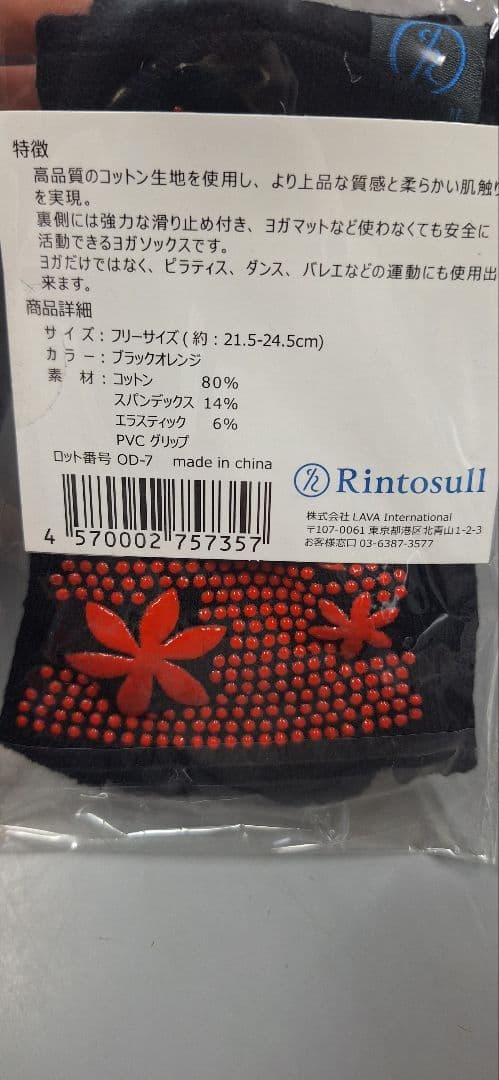 特徴
高品質のコットン生地を使用し、より上品な質感と柔らかい肌触り
を実現。
裏側には強力な滑り止め付き、ヨガマットなど使わなくても安全に
活動できるヨガソックスです。
ヨガだけではなく、ピラティス、ダンス、バレエなどの運動にも使用出
来ます。
商品詳細
サイズ：フリーサイズ ( 約：21.5-24.5cm)
カラー：ブラックオレンジ
素 材：コットン 80%
スパンデックス 14%
エラスティック 6%
PVC グリップ
ロット番号 OD-7 made in china
4 570002 757357
Rintosull
株式会社 LAVA International
〒107-0061 東京都港区北青山1-2-3
お客様窓口 03-6387-3577